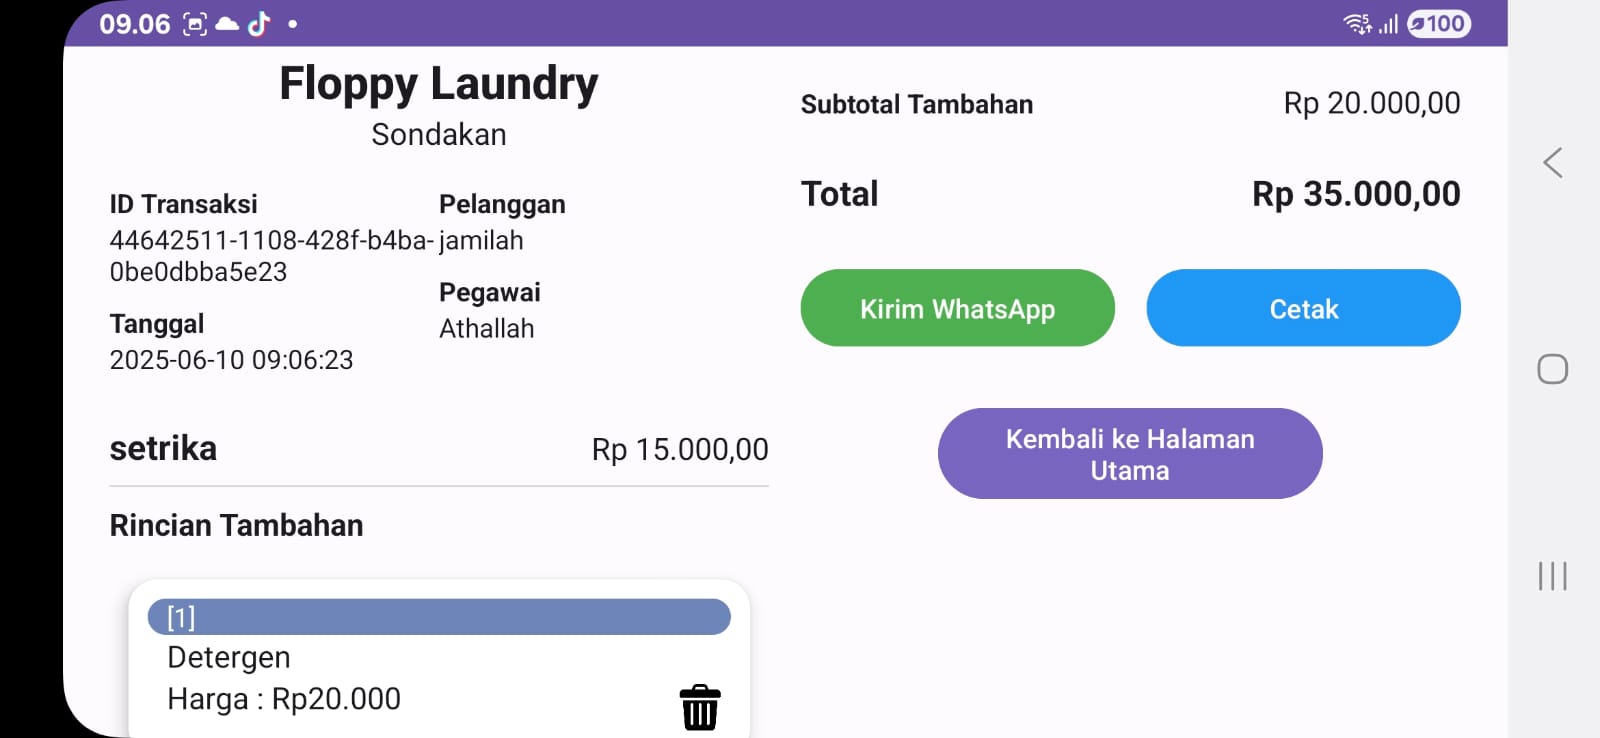 09.06
5
100
Floppy Laundry
Sondakan
ID Transaksi
44642511-1108-428f-b4ba-
0be0dbba5e23
Tanggal
2025-06-10 09:06:23
Pelanggan
jamilah
Pegawai
Athallah
setrika Rp 15.000,00
Rincian Tambahan
[1]
Detergen
Harga : Rp20.000
Subtotal Tambahan Rp 20.000,00
Total Rp 35.000,00
Kirim WhatsApp
Cetak
Kembali ke Halaman
Utama